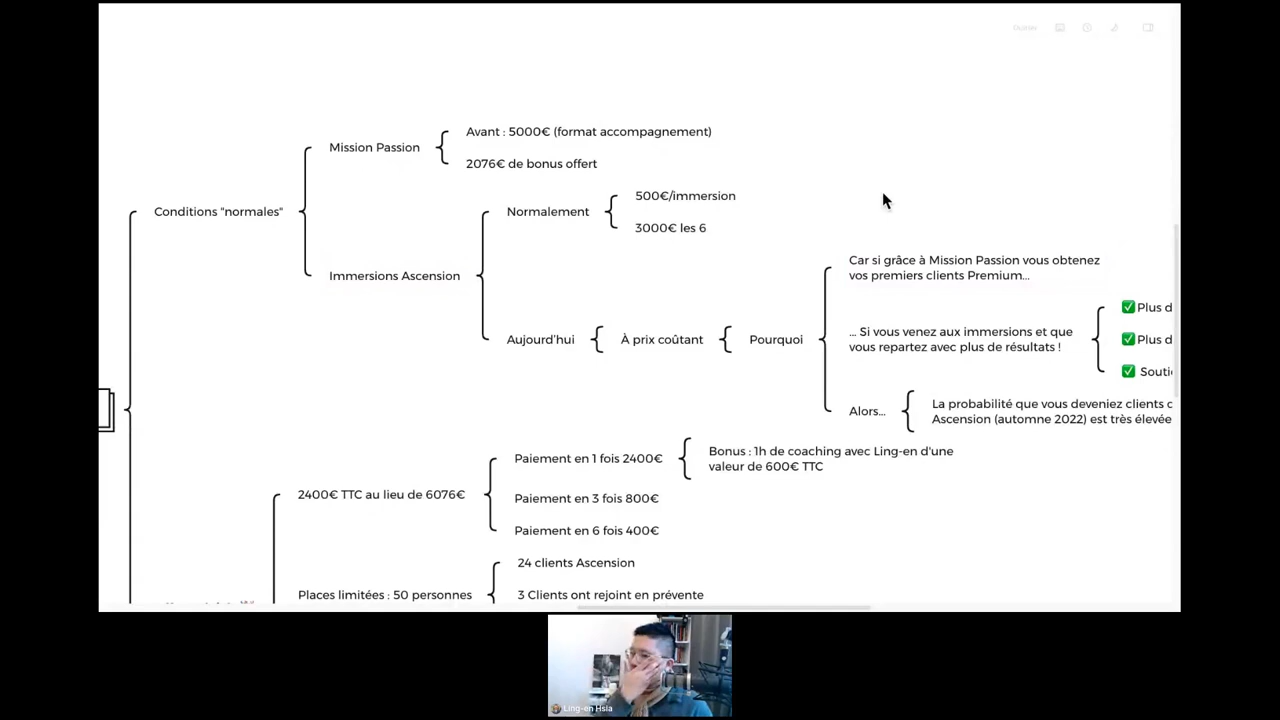 Avant : 5000€ (format accompagnement)
Mission Passion
2076€ de bonus offert
500€/immersion
Conditions “normales”
Normalement
3000€ les 6
Car si grâce à Mission Passion vous obtenez
vos premiers clients Premium...
Immersions Ascension
Plus d
... Si vous venez aux immersions et que
vous repartez avec plus de résultats !
Aujourd'hui
À prix coûtant
Pourquoi
Plus d
Souti
La probabilité que vous deveniez clients
Alors...
Ascension (automne 2022) est très élevée
Bonus : 1h de coaching avec Ling-en d'une
valeur de 600€ TTC
Paiement en 1 fois 2400€
2400€ TTC au lieu de 6076€
Paiement en 3 fois 800€
Paiement en 6 fois 400€
24 clients Ascension
Places limitées : 50 personnes
3 Clients ont rejoint en prévente
Ling-en Hsia